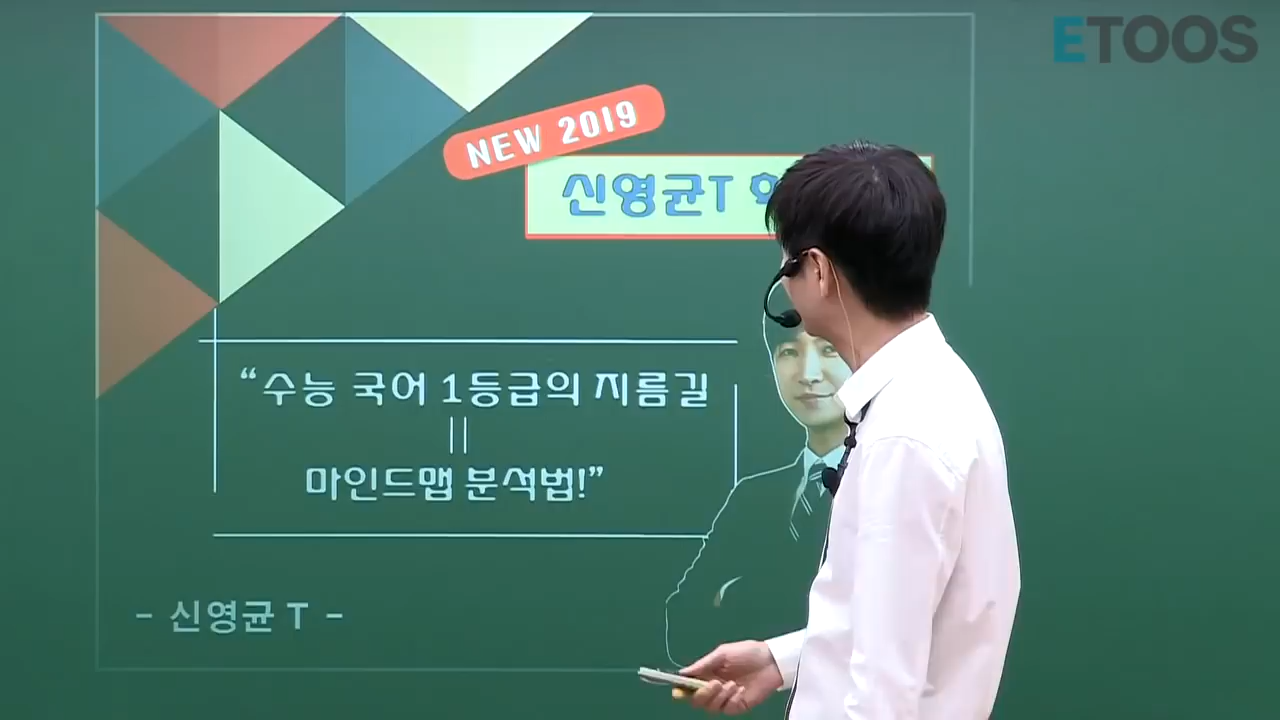 ETOOS
NEW 2019
신영균T
“수능 국어 1등급의 지름길
=
마인드맵 분석법!”
- 신영균 T -